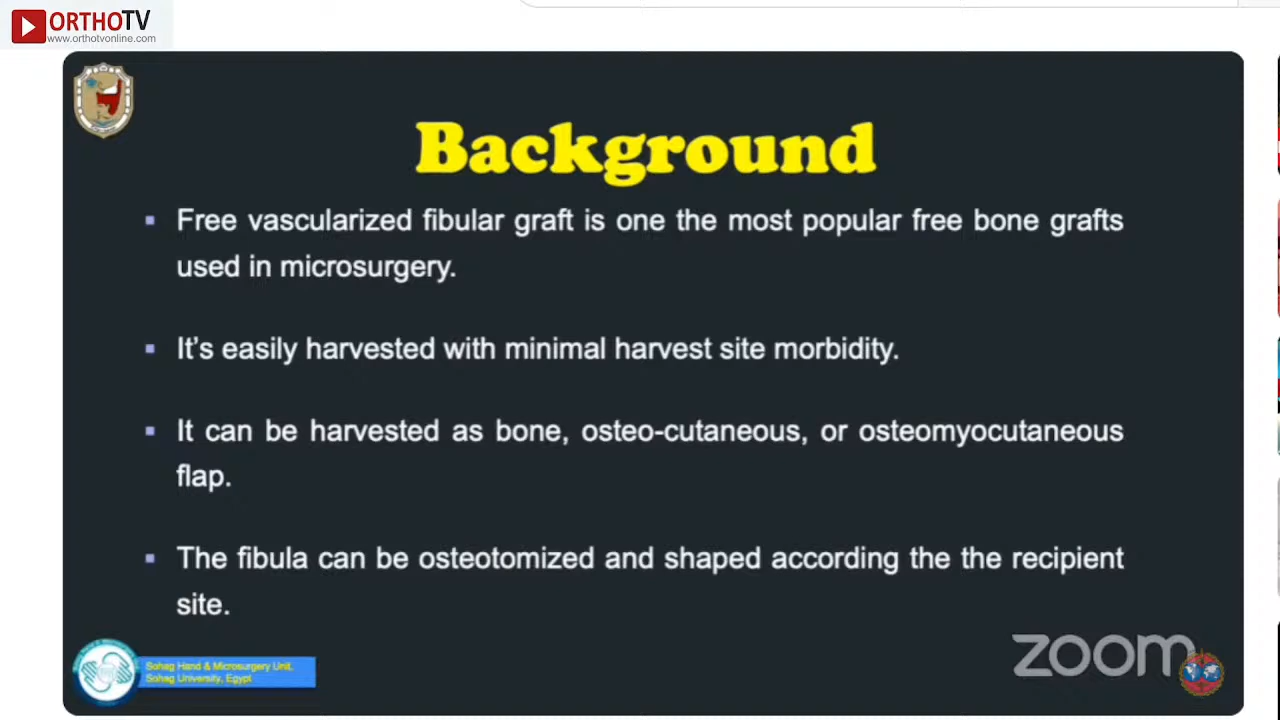 ORTHOTV
www.orthotvonline.com
Background
▪ Free vascularized fibular graft is one the most popular free bone grafts
used in microsurgery.
▪ It's easily harvested with minimal harvest site morbidity.
▪ It can be harvested as bone, osteo-cutaneous, or osteomyocutaneous
flap.
▪ The fibula can be osteotomized and shaped according the the recipient
site.
Sohag Hand & Microsurgery Unit,
Sohag University, Egypt
zoom